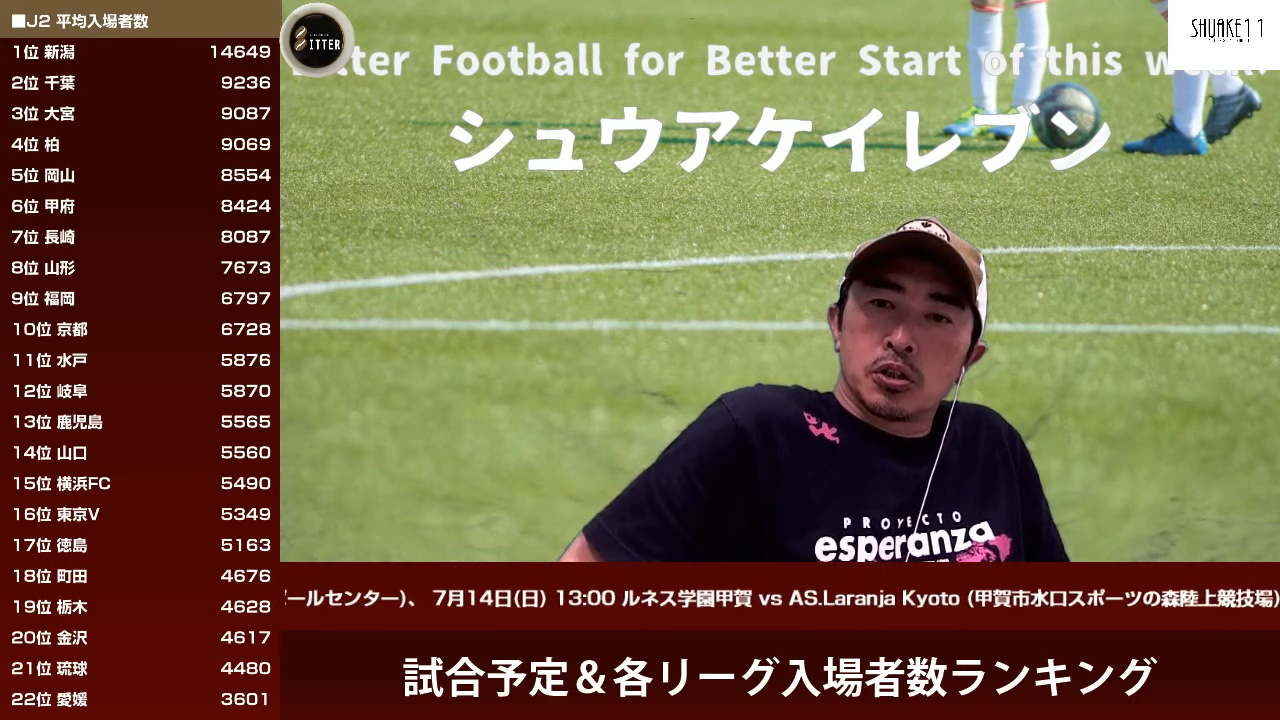 ■J2 平均入場者数
1位 新潟 14649
2位 千葉 9236
3位 大宮 9087
4位 柏 9069
5位 岡山 8554
6位 甲府 8424
7位 長崎 8087
8位 山形 7673
9位 福岡 6797
10位 京都 6728
11位 水戸 5876
12位 岐阜 5870
13位 鹿児島 5565
14位 山口 5560
15位 横浜FC 5490
16位 東京V 5349
17位 徳島 5163
18位 町田 4676
19位 栃木 4628
20位 金沢 4617
21位 琉球 4480
22位 愛媛 3601
BITTER
SHUAKE11
Football for Better Start of this
シュウアケイレブン
PROYECTO
esperanza
ールセンター)、 7月14日(日) 13:00 ルネス学園甲賀 vs AS.Laranja Kyoto (甲賀市水口スポーツの森陸上競技場)
試合予定＆各リーグ入場者数ランキング